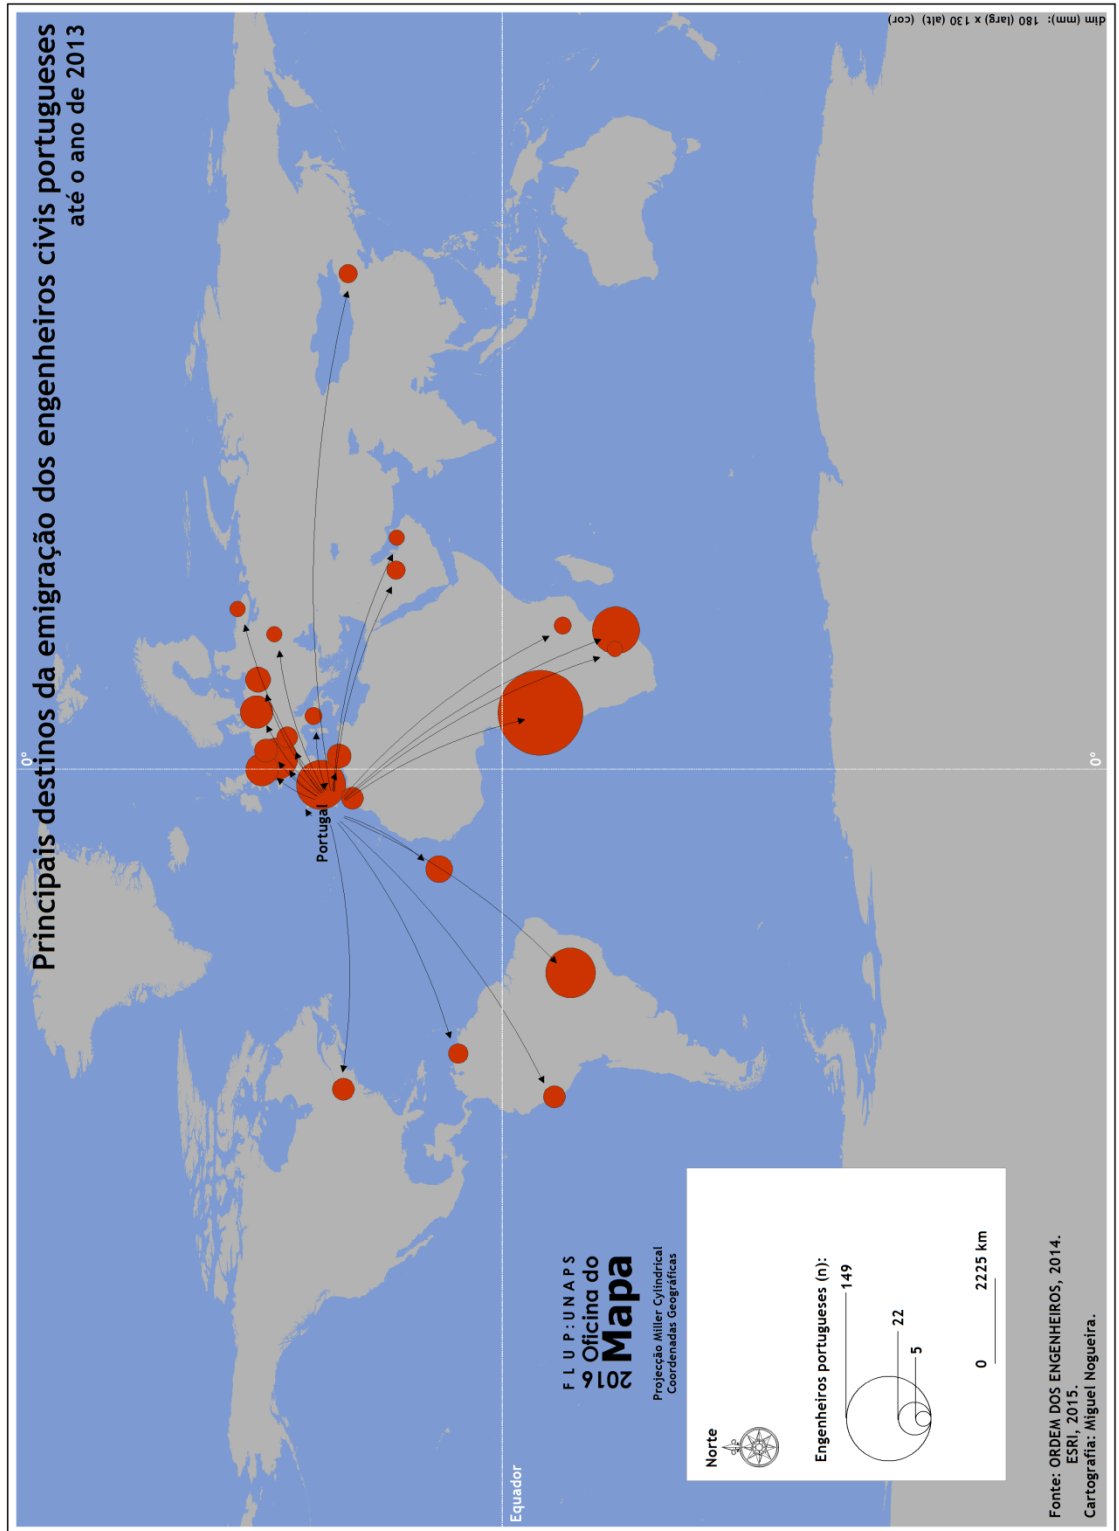 Principais destinos da emigração dos engenheiros civis portugueses
até o ano de 2013
0°
Portugal
Equador
0°
F L U P : U N A P S
2016 Oficina do
Mapa
Projecção Miller Cylindrical
Coordenadas Geográficas
Norte
Engenheiros portugueses (n):
149
22
5
0 2225 km
Fonte: ORDEM DOS ENGENHEIROS, 2014.
ESRI, 2015.
Cartografia: Miguel Nogueira.
dim (mm): 180 (larg) x 130 (alt) (cor)